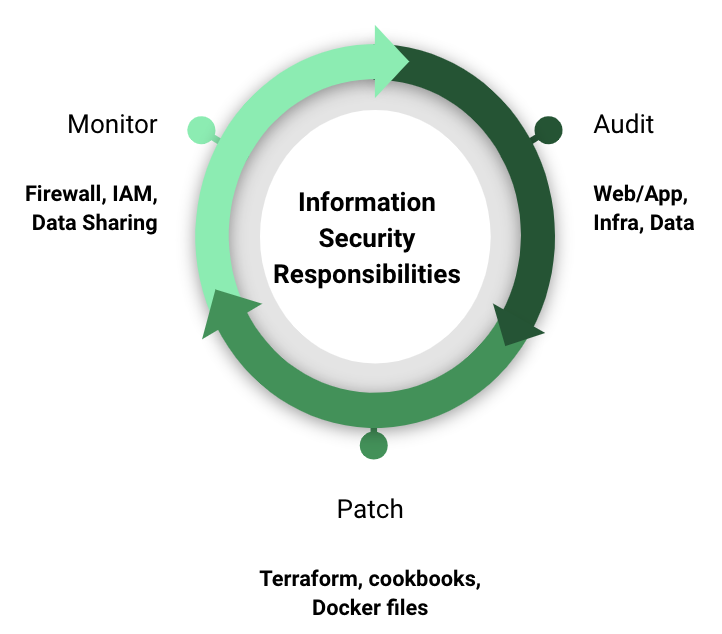 Monitor
Firewall, IAM,
Data Sharing
Information
Security
Responsibilities
Audit
Web/App,
Infra, Data
Patch
Terraform, cookbooks,
Docker files